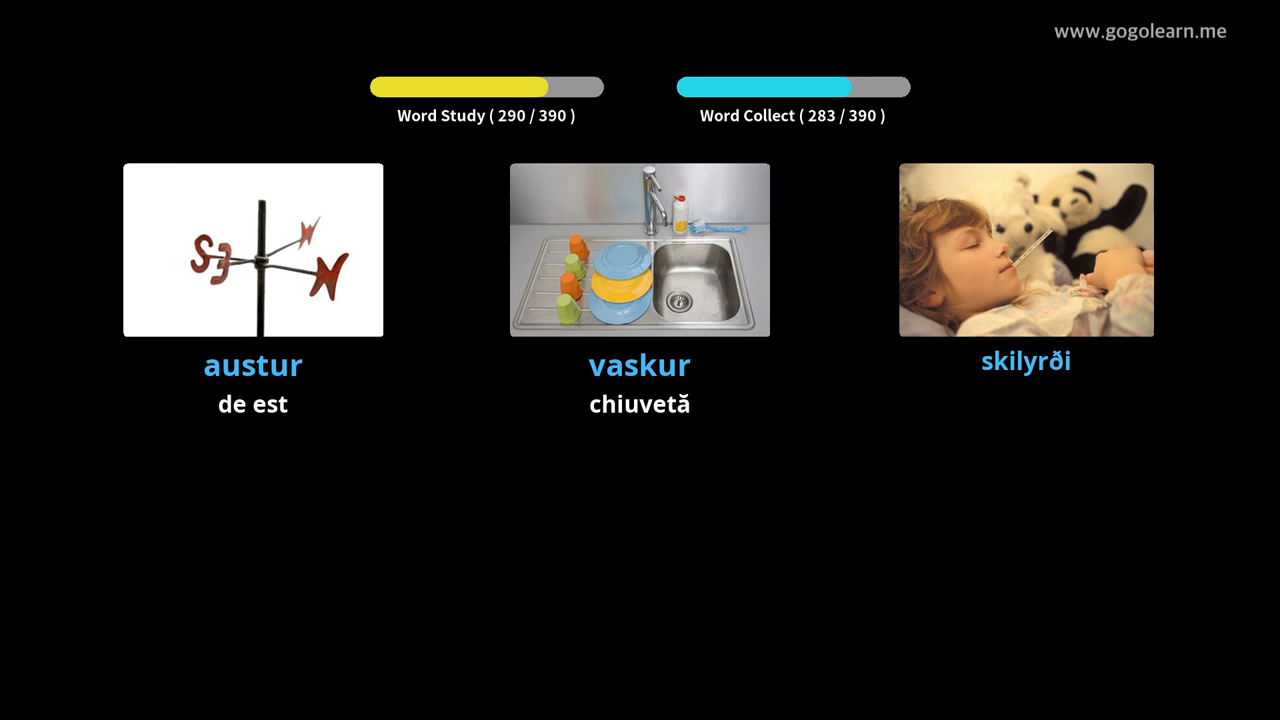 www.gogolearn.me
Word Study ( 290 / 390 )
Word Collect ( 283 / 390 )
S E N W
austur
vaskur
skilyrði
de est
chiuvetă